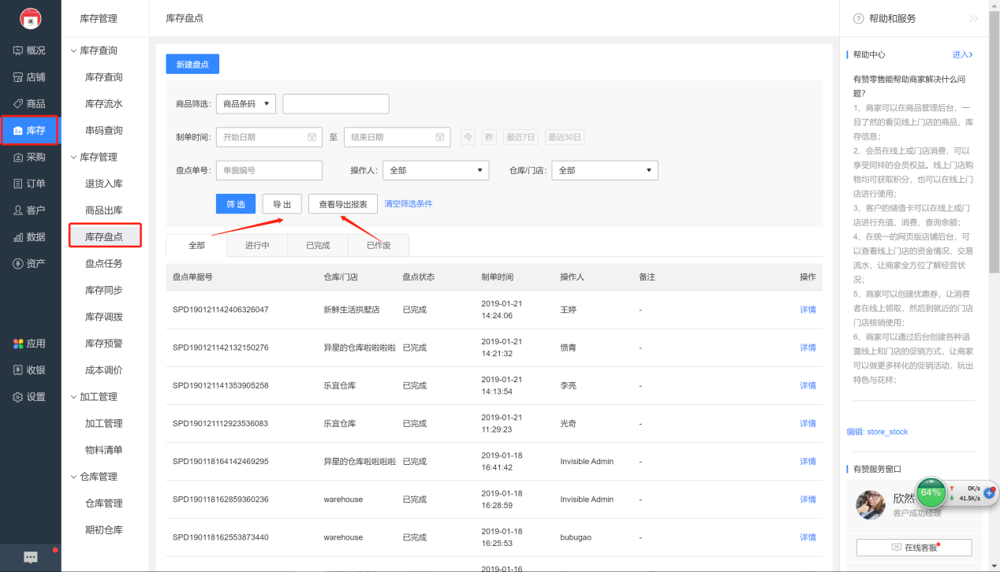 概况
店铺
商品
库存
采购
订单
客户
数据
资产
应用
收银
设置
库存管理
库存查询
库存查询
库存流水
串码查询
库存管理
退货入库
商品出库
库存盘点
盘点任务
库存同步
库存调拨
库存预警
成本调价
加工管理
加工管理
物料清单
仓库管理
仓库管理
期初仓库
库存盘点
新建盘点
商品筛选: 商品条码
制单时间: 开始日期 至 结束日期 今 昨 最近7日 最近30日
盘点单号: 单据编号 操作人: 全部 仓库/门店: 全部
筛选 导出 查看导出报表 清空筛选条件
全部 进行中 已完成 已作废
盘点单据号 仓库/门店 盘点状态 制单时间 操作人 备注 操作
SPD190121142406326047 新鲜生活拱墅店 已完成 2019-01-21 14:24:06 王婷 - 详情
SPD190121142132150276 异星的仓库啦啦啦啦 已完成 2019-01-21 14:21:32 愤青 - 详情
SPD190121141353905258 乐宜仓库 已完成 2019-01-21 14:13:54 李亮 - 详情
SPD190121112923536083 乐宜仓库 已完成 2019-01-21 11:29:23 光奇 - 详情
SPD190118164142469295 异星的仓库啦啦啦啦 已完成 2019-01-18 16:41:42 Invisible Admin - 详情
SPD190118162859360236 warehouse 已完成 2019-01-18 16:28:59 Invisible Admin - 详情
SPD190118162553873440 warehouse 已完成 2019-01-18 16:25:53 bubugao - 详情
2019-01-16
帮助和服务
帮助中心 进入
有赞零售能帮助商家解决什么问
题?
1、商家可以在商品管理后台，一
目了然的看见线上门店的商品，库
存信息；
2、会员在线上或门店消费，可以
享受同样的会员权益。线上门店购
物均可获取积分，也可以在线上门
店进行使用；
3、客户的储值卡可以在线上或门
店进行充值、消费、查询余额；
4、在统一的网页版店铺后台，可
以查看线上门店的资金情况、交易
流水，让商家全方位了解经营状
况；
5、商家可以创建优惠券，让消费
者在线上领取，然后到就近的门店
门店核销使用；
6、商家可以通过后台创建各种涵
盖线上和门店的促销方式，让商家
可以做更多样化的促销活动，玩出
特色与花样；
编辑: store_stock
有赞服务窗口
欣然
客户成功经理
64%
0K/s
41.5K/s
在线客服